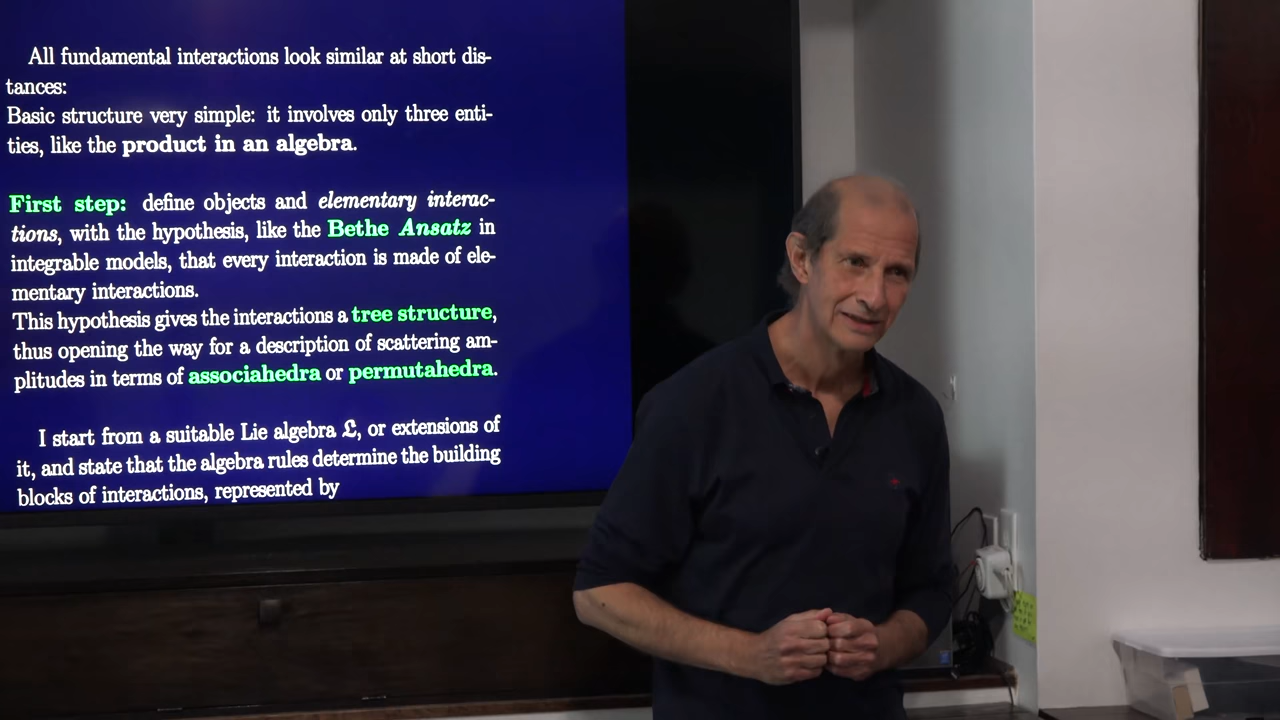 All fundamental interactions look similar at short dis-
tances:
Basic structure very simple: it involves only three enti-
ties, like the product in an algebra.
First step: define objects and elementary interac-
tions, with the hypothesis, like the Bethe Ansatz in
integrable models, that every interaction is made of ele-
mentary interactions.
This hypothesis gives the interactions a tree structure,
thus opening the way for a description of scattering am-
plitudes in terms of associahedra or permutahedra.
I start from a suitable Lie algebra 𝕷, or extensions of
it, and state that the algebra rules determine the building
blocks of interactions, represented by